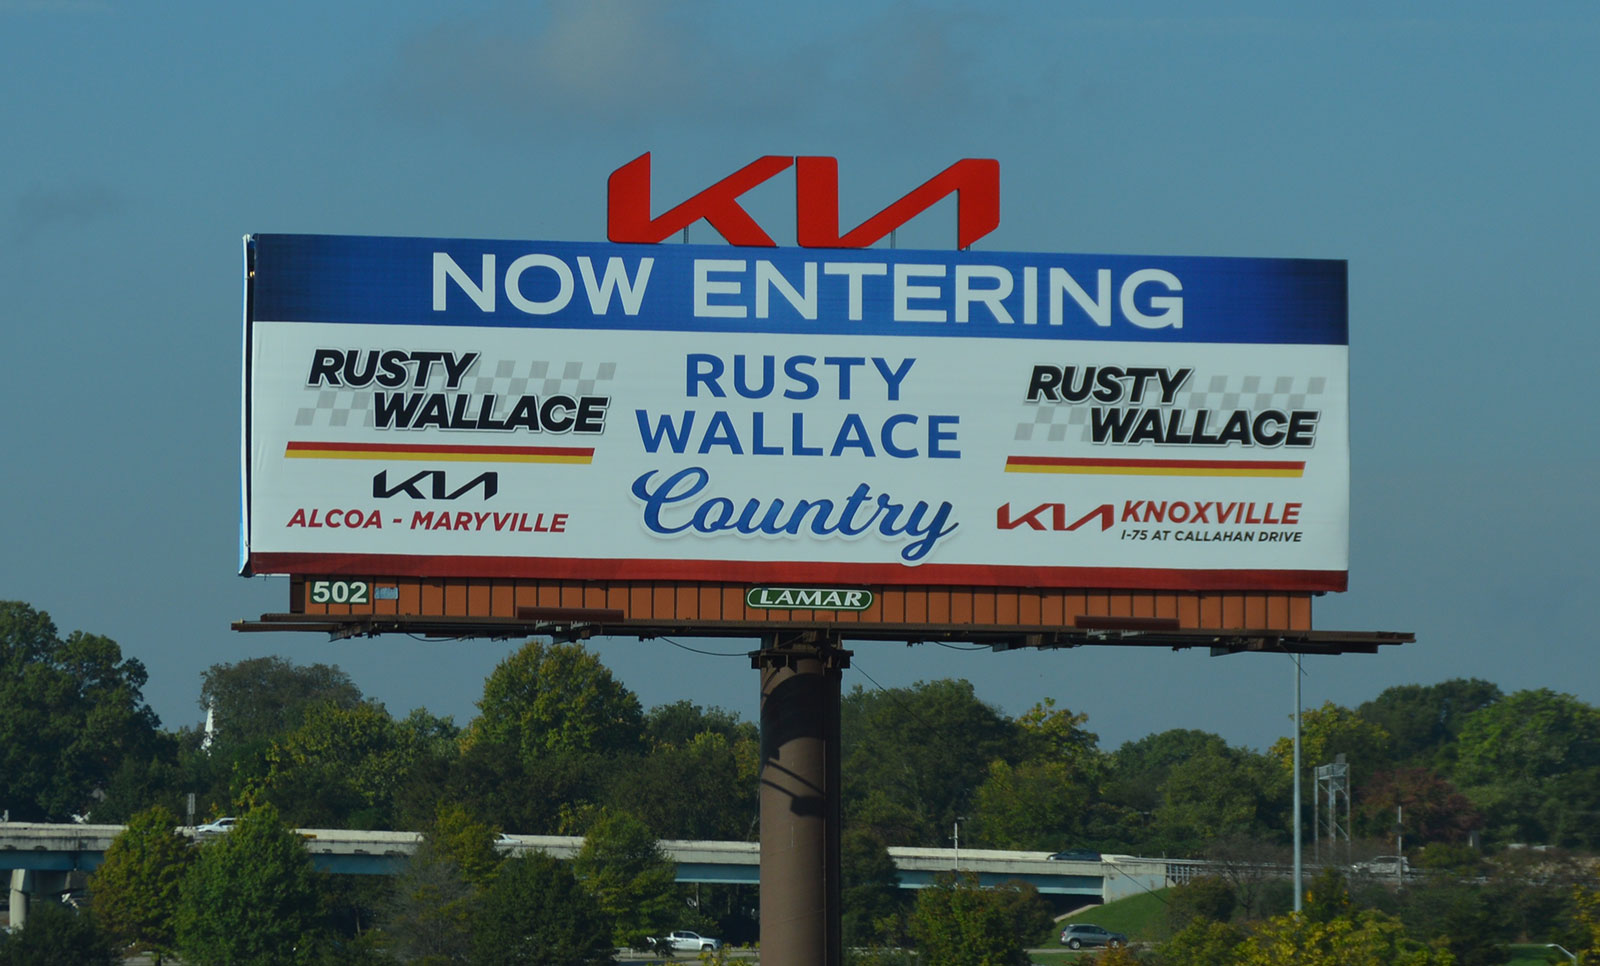 KIA
NOW ENTERING
RUSTY
WALLACE
KIA
ALCOA - MARYVILLE
RUSTY
WALLACE
Country
RUSTY
WALLACE
KIA KNOXVILLE
I-75 AT CALLAHAN DRIVE
502
LAMAR